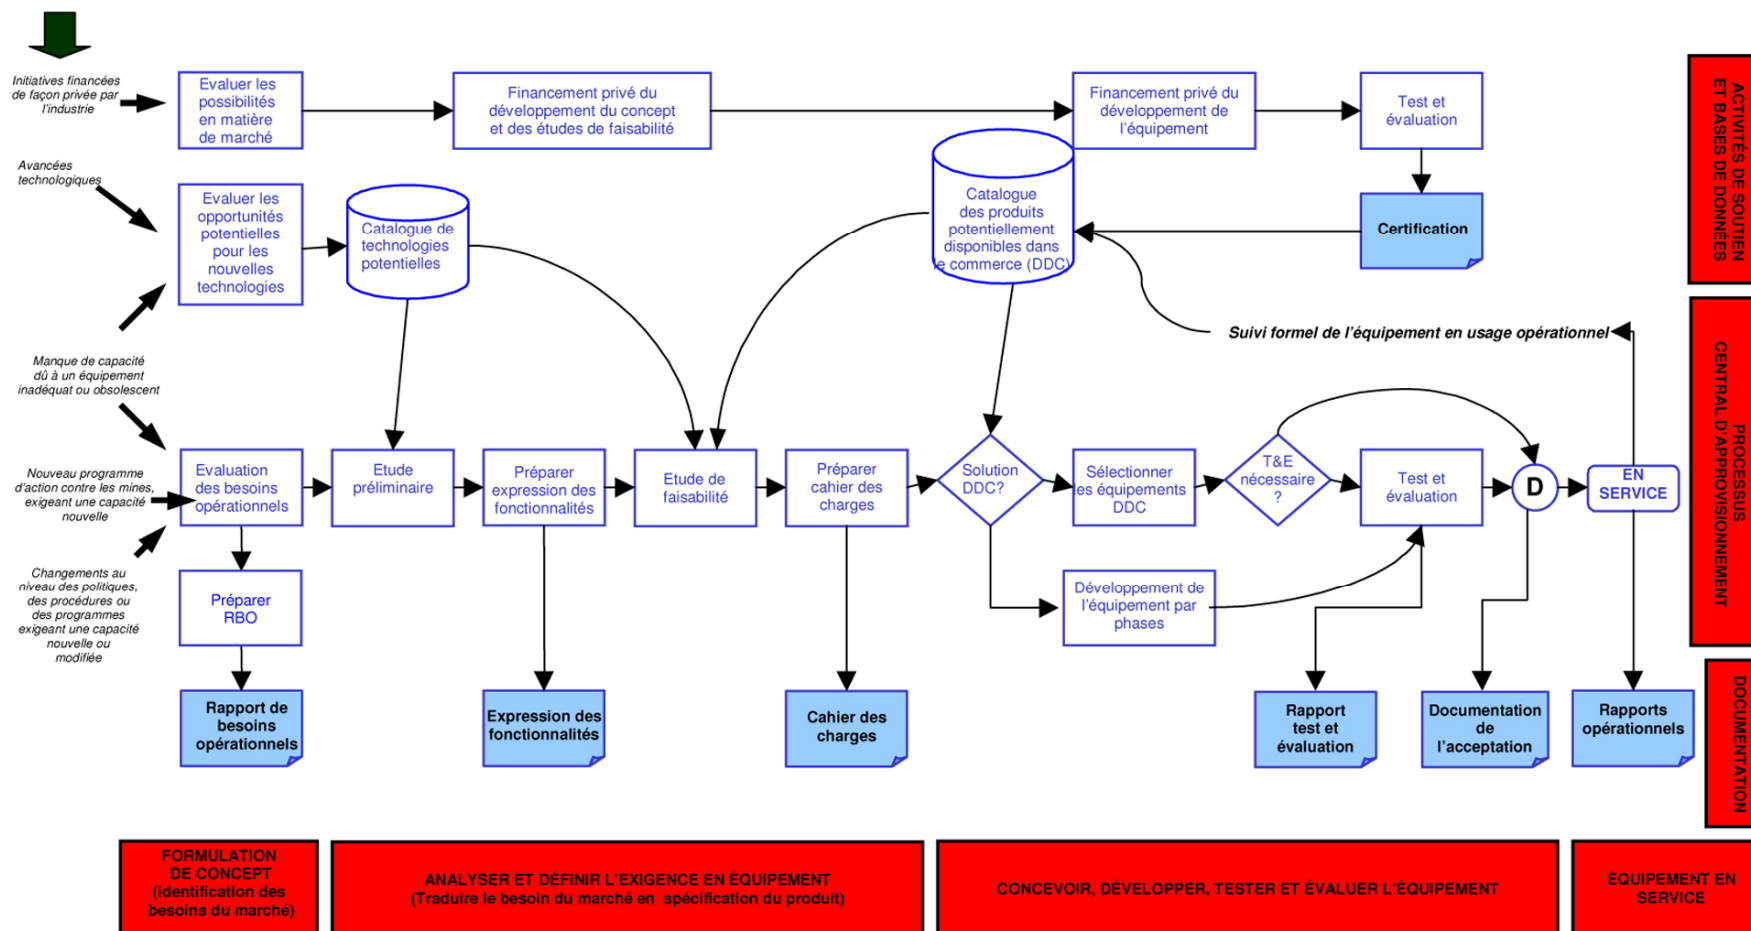 Initiatives financées
de façon privée par
l'industrie
Evaluer les
possibilités
en matière
de marché
Financement privé du
développement du concept
et des études de faisabilité
Financement privé du
développement de
l'équipement
Test et
évaluation
ACTIVITÉS DE SOUTIEN
ET BASES DE DONNÉES
Avancées
technologiques
Evaluer les
opportunités
potentielles
pour les
nouvelles
technologies
Catalogue de
technologies
potentielles
Catalogue
des produits
potentiellement
disponibles dans
le commerce (DDC)
Certification
Suivi formel de l'équipement en usage opérationnel
Manque de capacité
dû à un équipement
inadéquat ou obsolescent
PROCESSUS
CENTRAL D'APPROVISIONNEMENT
Nouveau programme
d'action contre les mines,
exigeant une capacité
nouvelle
Evaluation
des besoins
opérationnels
Etude
préliminaire
Préparer
expression des
fonctionnalités
Etude de
faisabilité
Préparer
cahier des
charges
Solution
DDC?
Sélectionner
les équipements
DDC
T&E
nécessaire
?
Test et
évaluation
D
EN
SERVICE
Changements au
niveau des politiques,
des procédures ou
des programmes
exigeant une capacité
nouvelle ou
modifiée
Préparer
RBO
Développement de
l'équipement par
phases
Rapport de
besoins
opérationnels
Expression des
fonctionnalités
Cahier des
charges
Rapport
test et
évaluation
Documentation
de
l'acceptation
Rapports
opérationnels
DOCUMENTATION
FORMULATION
DE CONCEPT
(identification des
besoins du marché)
ANALYSER ET DÉFINIR L'EXIGENCE EN ÉQUIPEMENT
(Traduire le besoin du marché en spécification du produit)
CONCEVOIR, DÉVELOPPER, TESTER ET ÉVALUER L'ÉQUIPEMENT
ÉQUIPEMENT EN
SERVICE